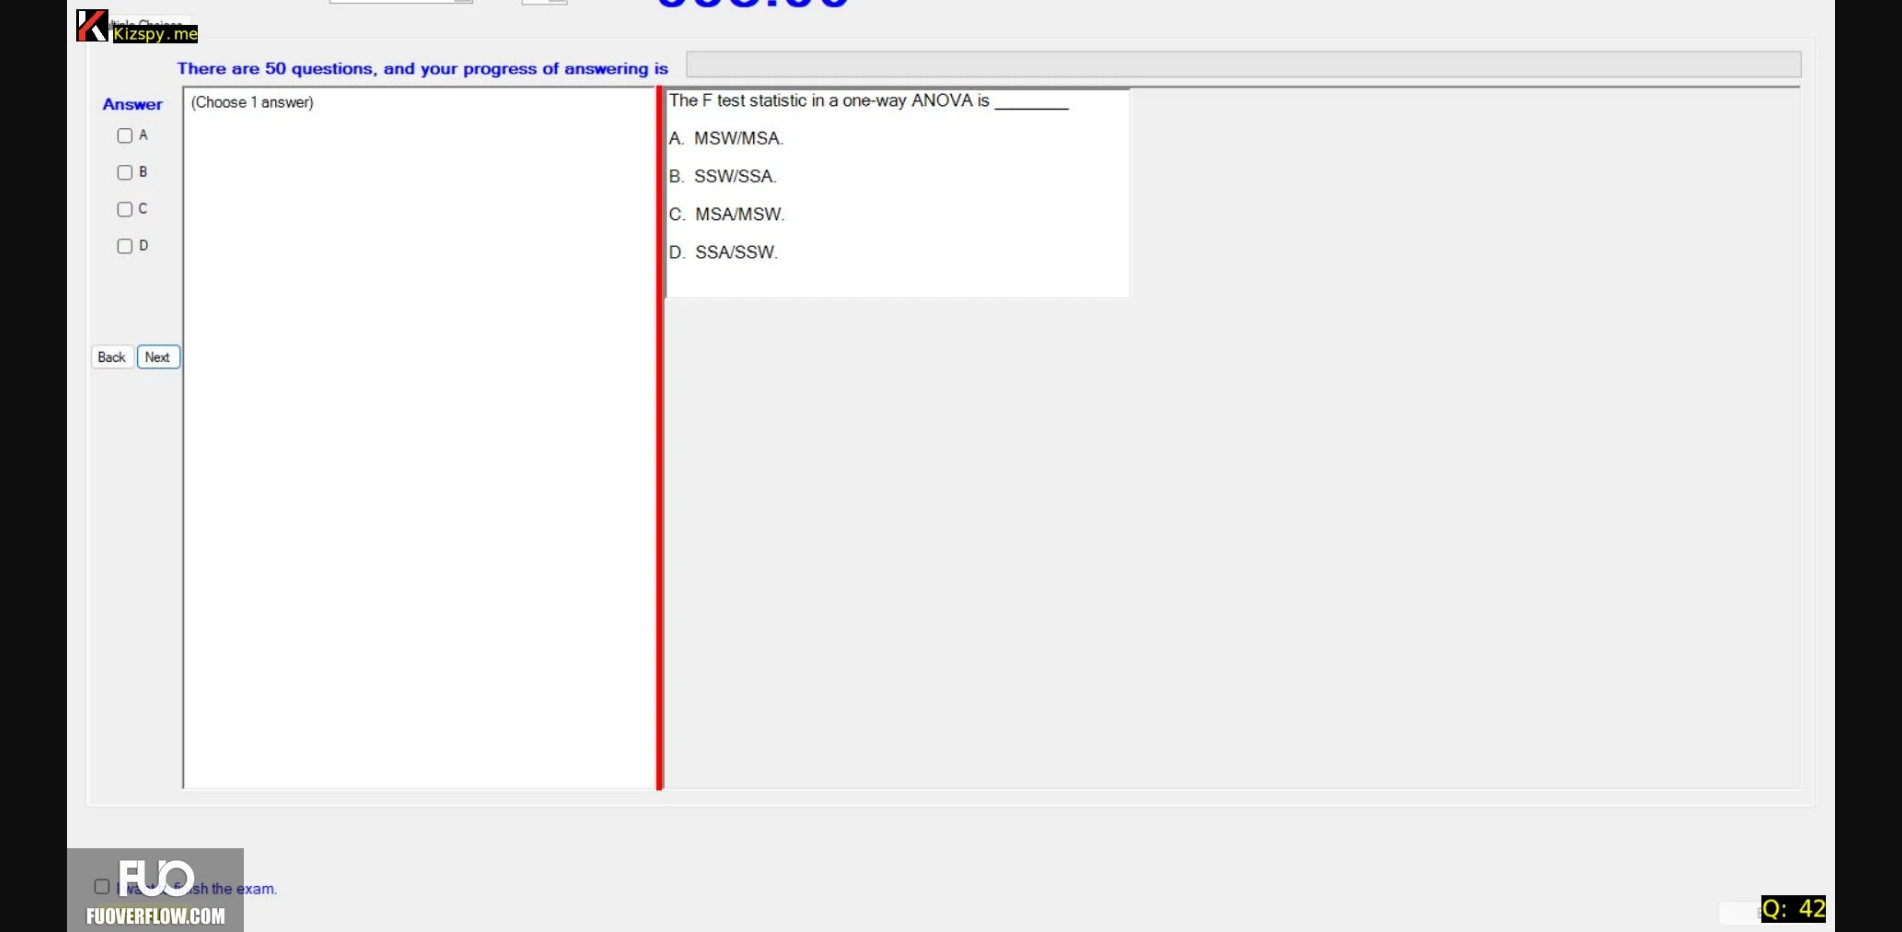 Kizspy.me
There are 50 questions, and your progress of answering is
Answer
(Choose 1 answer)
A
B
C
D
Back
Next
The F test statistic in a one-way ANOVA is ________
A. MSW/MSA.
B. SSW/SSA.
C. MSA/MSW.
D. SSA/SSW.
FUO
the exam.
FUOVERFLOW.COM
Q: 42